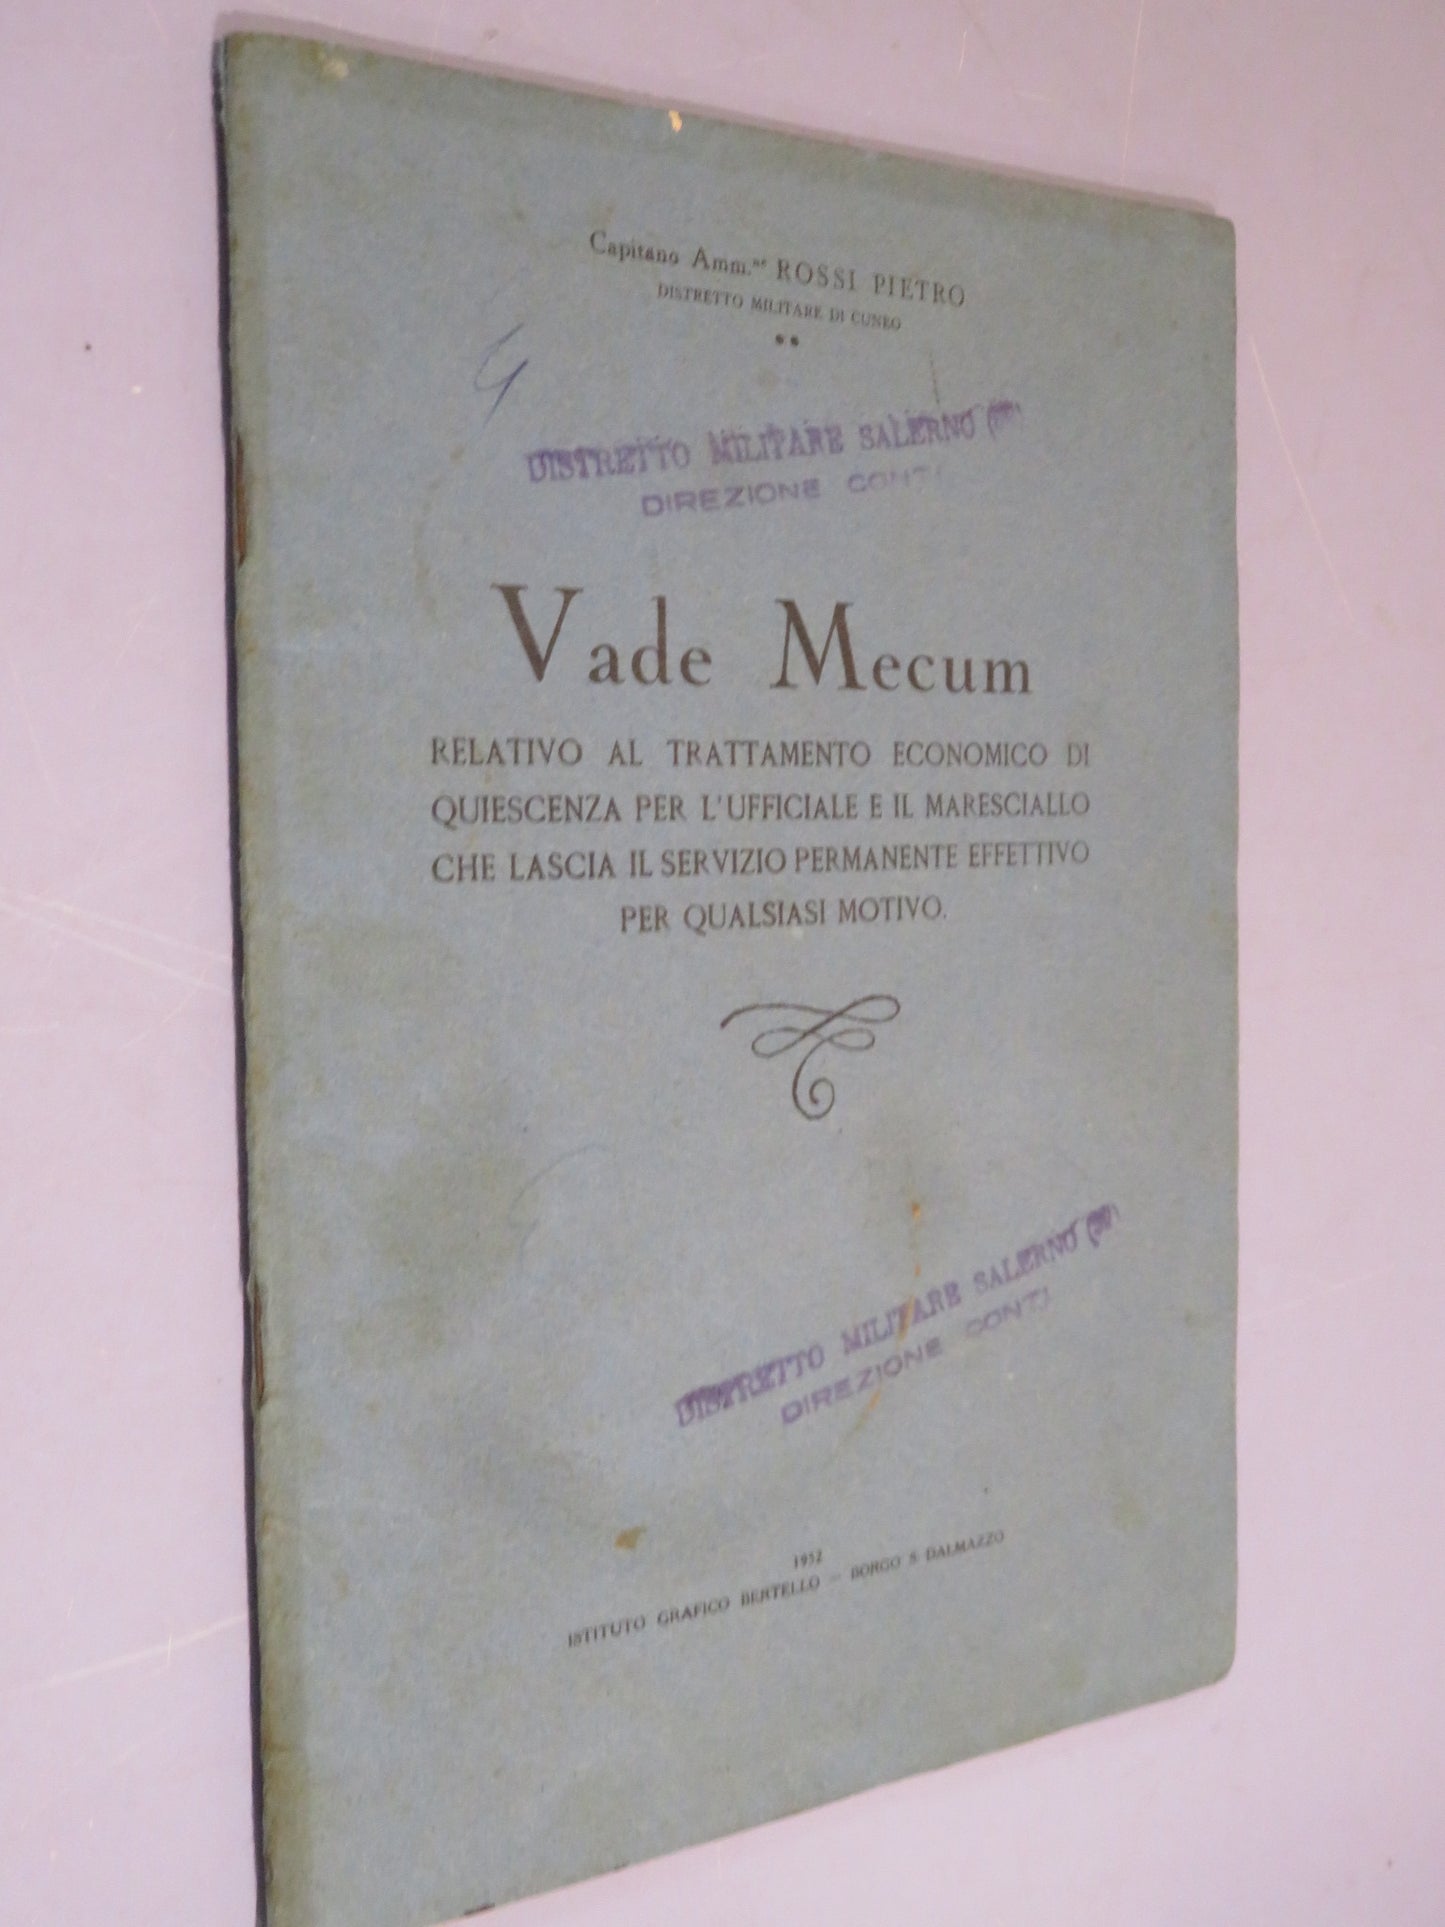 Capitano Amm.ne ROSSI PIETRO
DISTRETTO MILITARE DI CUNEO
DISTRETTO MILITARE SALERNO
DIREZIONE CONTI
Vade Mecum
RELATIVO AL TRATTAMENTO ECONOMICO DI
QUIESCENZA PER L'UFFICIALE E IL MARESCIALLO
CHE LASCIA IL SERVIZIO PERMANENTE EFFETTIVO
PER QUALSIASI MOTIVO.
DISTRETTO MILITARE SALERNO
DIREZIONE CONTI
1952
ISTITUTO GRAFICO BERTELLO - BORGO S DALMAZZO